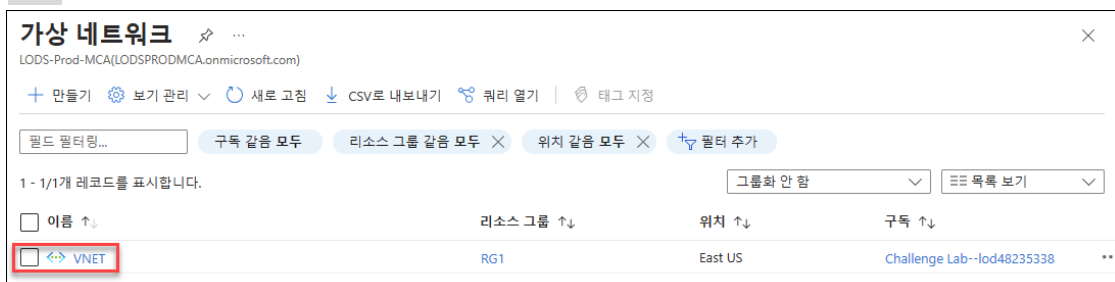 가상 네트워크
LODS-Prod-MCA(LODSPRODMCA.onmicrosoft.com)
만들기 보기 관리 새로 고침 CSV로 내보내기 쿼리 열기 태그 지정
필드 필터링... 구독 같음 모두 리소스 그룹 같음 모두 위치 같음 모두 필터 추가
1 - 1/1개 레코드를 표시합니다. 그룹화 안 함 목록 보기
이름 리소스 그룹 위치 구독
VNET RG1 East US Challenge Lab--lod48235338